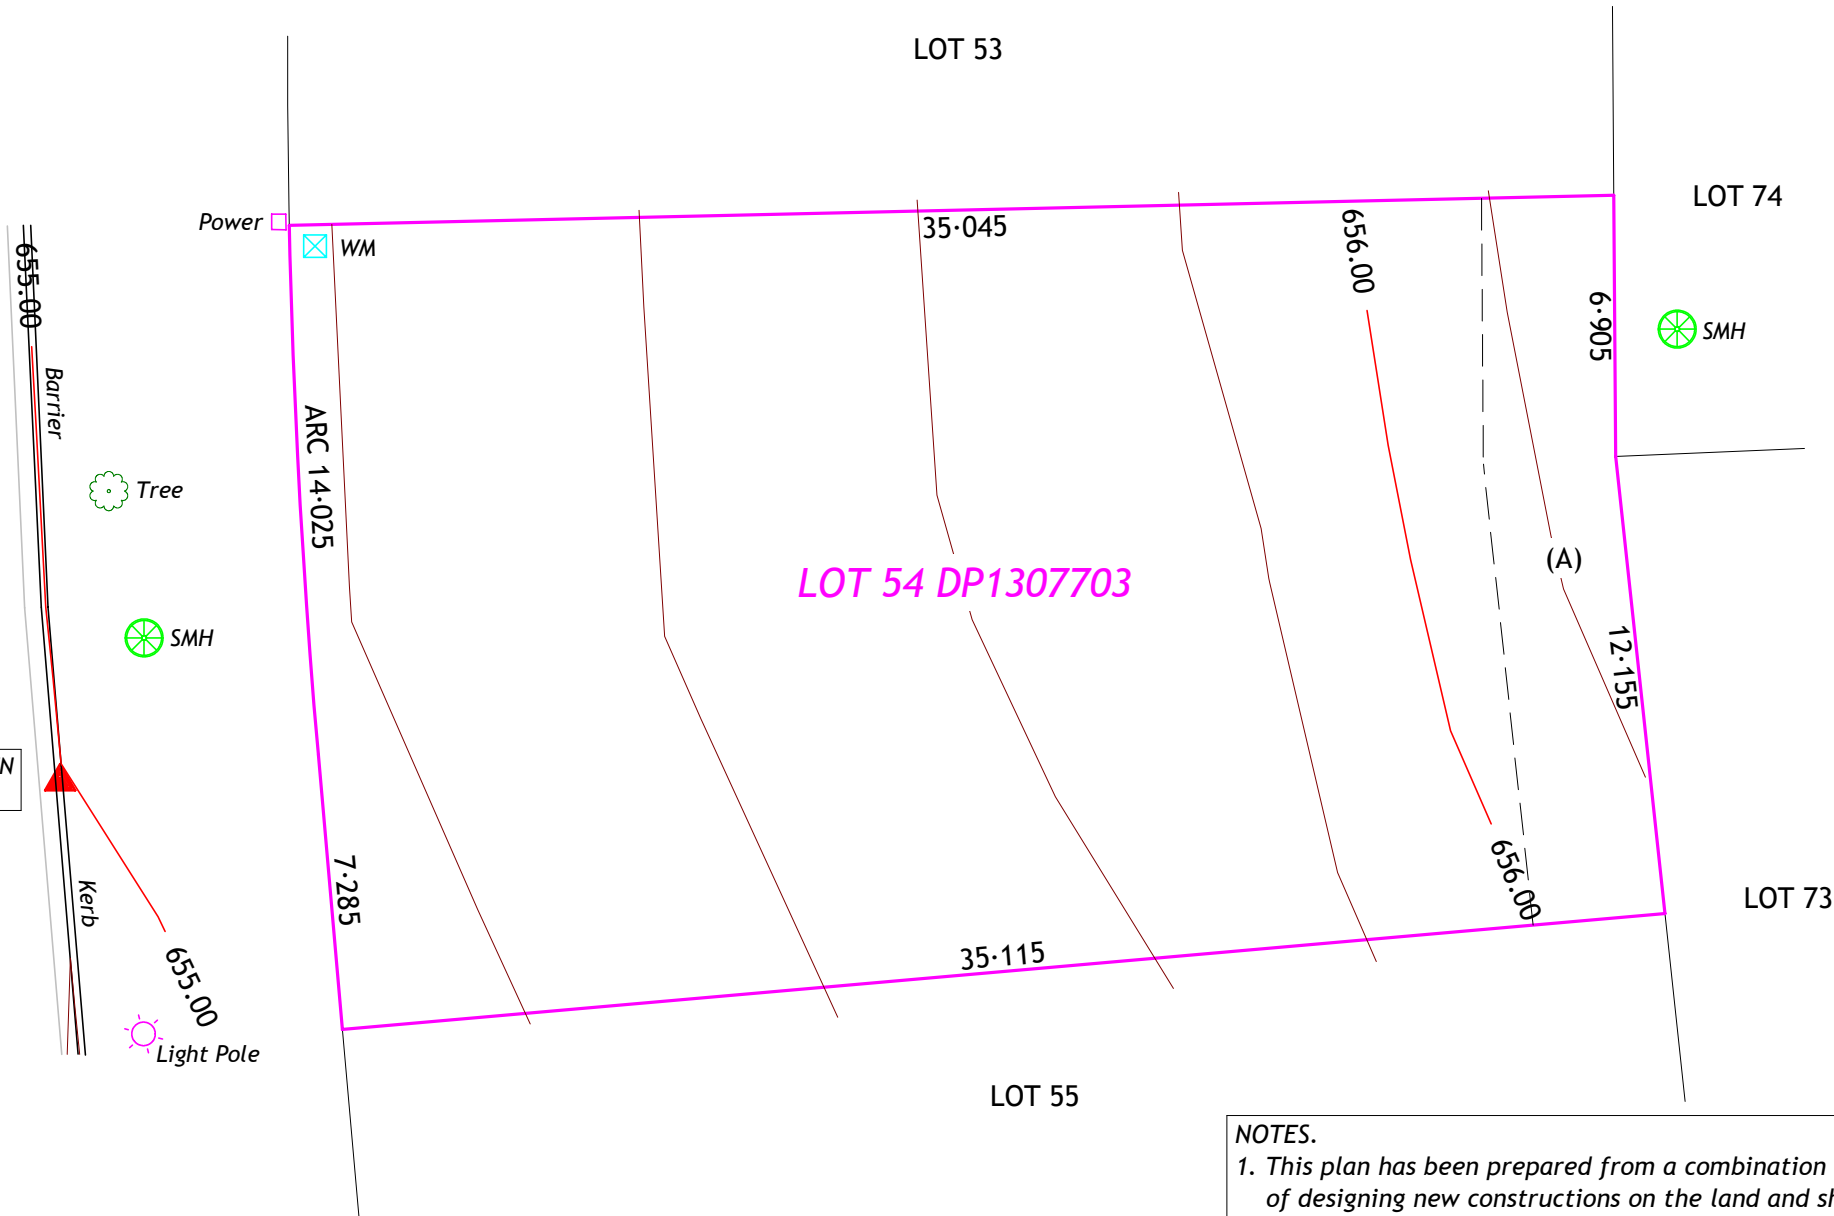 LOT 53
LOT 74
Power
WM
35·045
655.00
656.00
6·905
SMH
Barrier
ARC 14·025
Tree
(A)
LOT 54 DP1307703
SMH
12·155
N
7·285
656.00
Kerb
LOT 73
35·115
655.00
Light Pole
LOT 55
NOTES.
1. This plan has been prepared from a combination
of designing new constructions on the land and sh